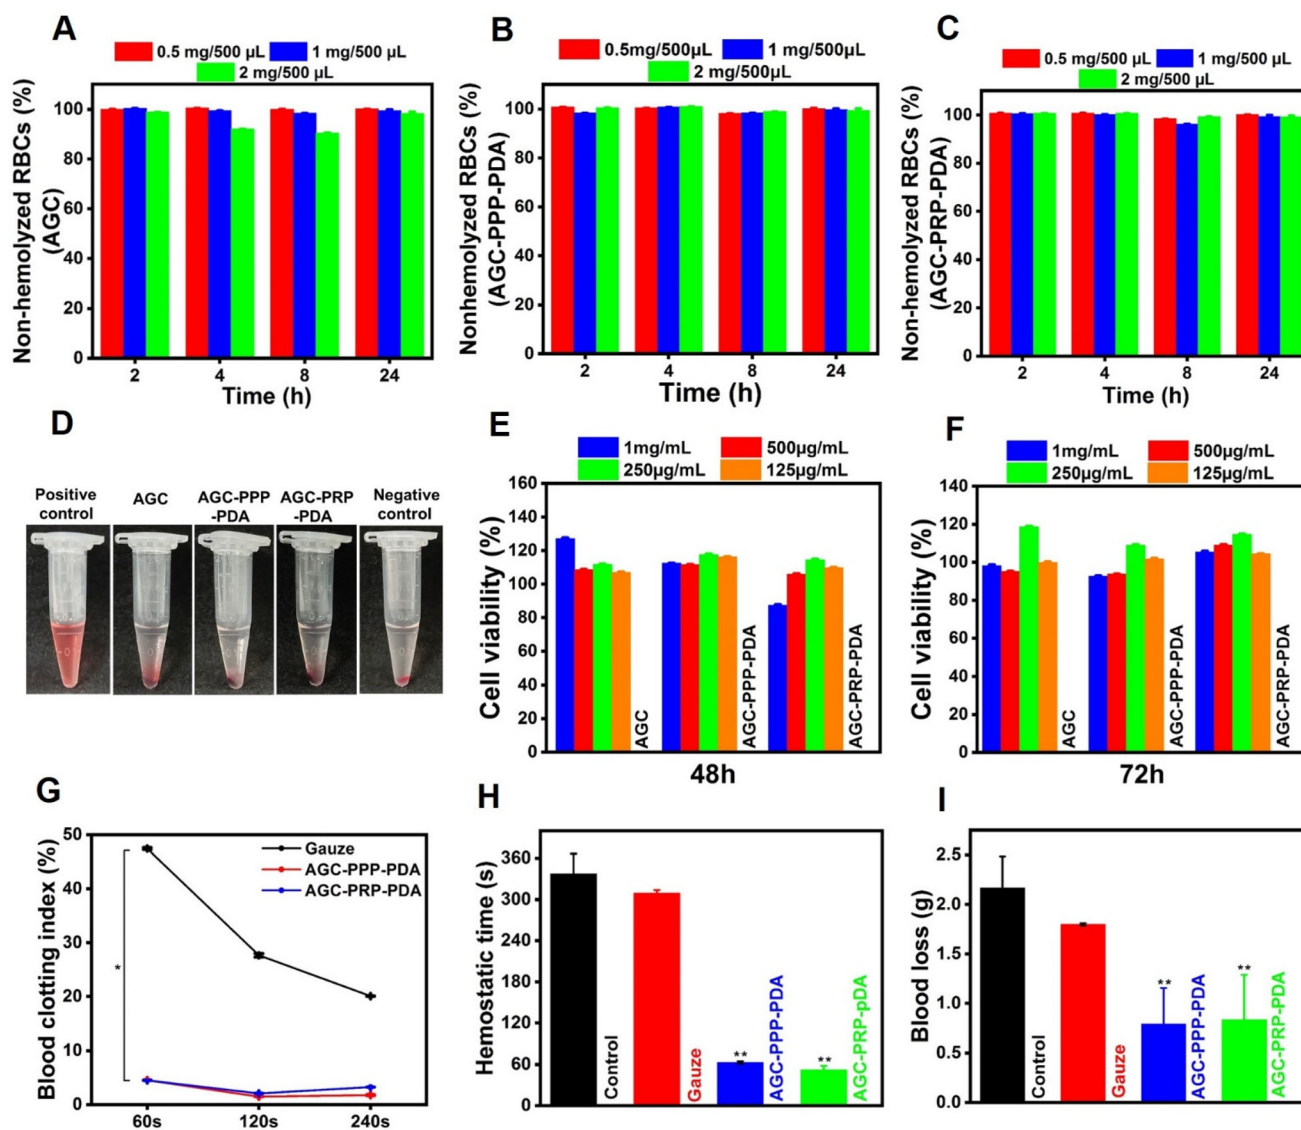 A
0.5 mg/500 µL 1 mg/500 µL
2 mg/500 µL
Non-hemolyzed RBCs (%)
(AGC)
100
80
60
40
20
0
2 4 8 24
Time (h)
B
0.5mg/500µL 1 mg/500µL
2 mg/500µL
Nonhemolyzed RBCs (%)
(AGC-PPP-PDA)
100
80
60
40
20
0
2 4 8 24
Time (h)
C
0.5 mg/500 µL 1 mg/500 µL
2 mg/500 µL
Non-hemolyzed RBCs (%)
(AGC-PRP-PDA)
100
80
60
40
20
0
2 4 8 24
Time (h)
D
Positive
control
AGC
AGC-PPP
-PDA
AGC-PRP
-PDA
Negative
control
E
1mg/mL 500µg/mL
250µg/mL 125µg/mL
Cell viability (%)
160
140
120
100
80
60
40
20
0
AGC
AGC-PPP-PDA
AGC-PRP-PDA
48h
F
1mg/mL 500µg/mL
250µg/mL 125µg/mL
Cell viability (%)
140
120
100
80
60
40
20
0
AGC
AGC-PPP-PDA
AGC-PRP-PDA
72h
G
Blood clotting index (%)
50
40
30
20
10
0
Gauze
AGC-PPP-PDA
AGC-PRP-PDA
*
60s 120s 240s
H
Hemostatic time (s)
360
300
240
180
120
60
0
Control
Gauze
**
AGC-PPP-PDA
**
AGC-PRP-pDA
I
Blood loss (g)
2.5
2.0
1.5
1.0
0.5
0.0
Control
Gauze
**
AGC-PPP-PDA
**
AGC-PRP-PDA